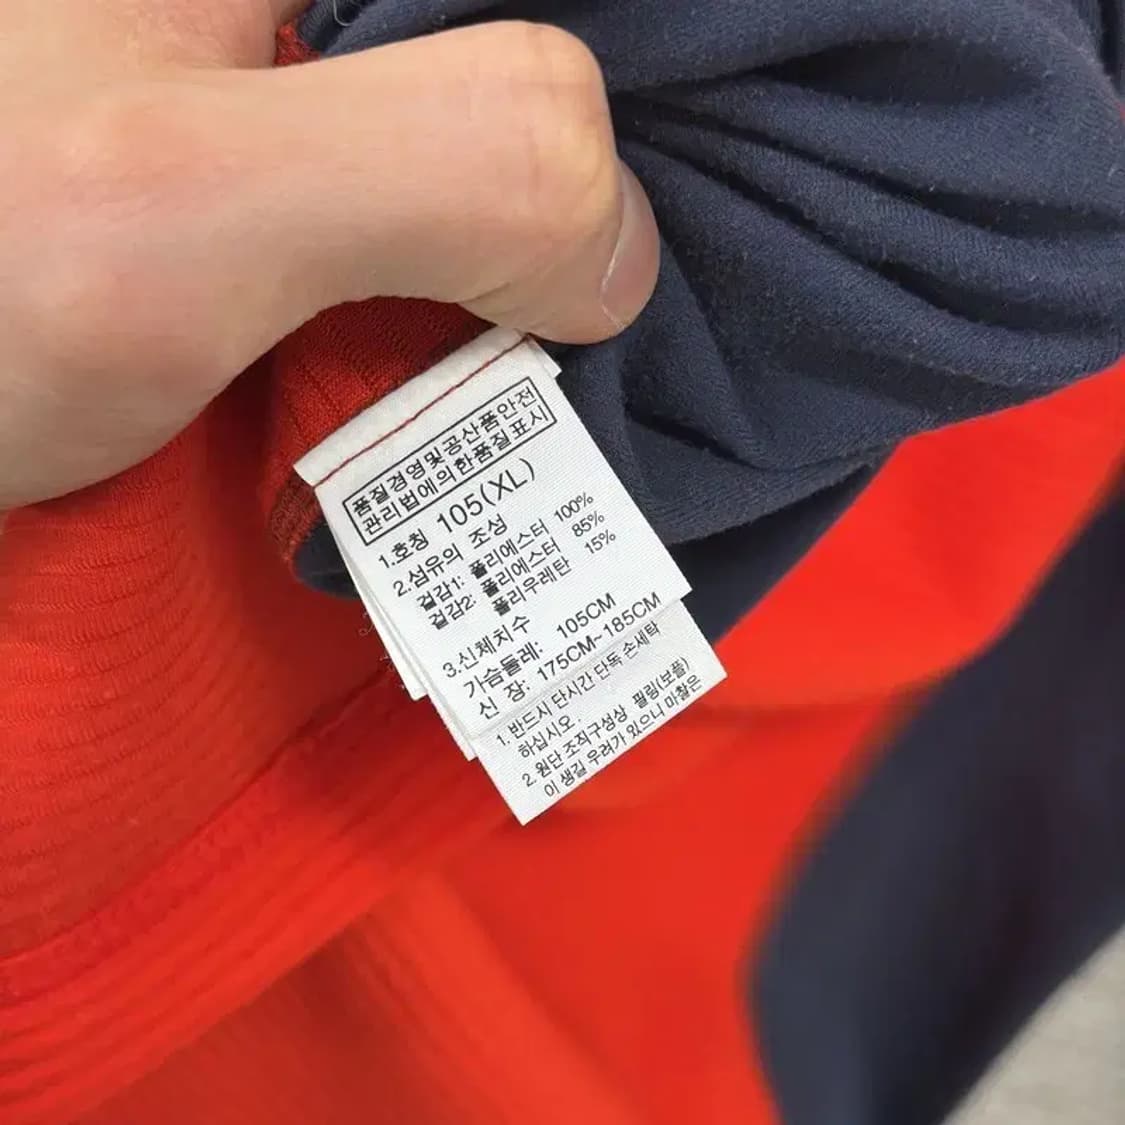 품질경영및공산품안전
관리법에의한품질표시
1.호칭 105(XL)
2.섬유의 조성
겉감1: 폴리에스터 100%
겉감2: 폴리에스터 85%
폴리우레탄 15%
3.신체치수
가슴둘레: 105CM
신 장: 175CM~185CM
1. 반드시 단시간 단독 손세탁
하십시오.
2. 원단 조직구성상 필링(보풀)
이 생길 우려가 있으니 마찰은